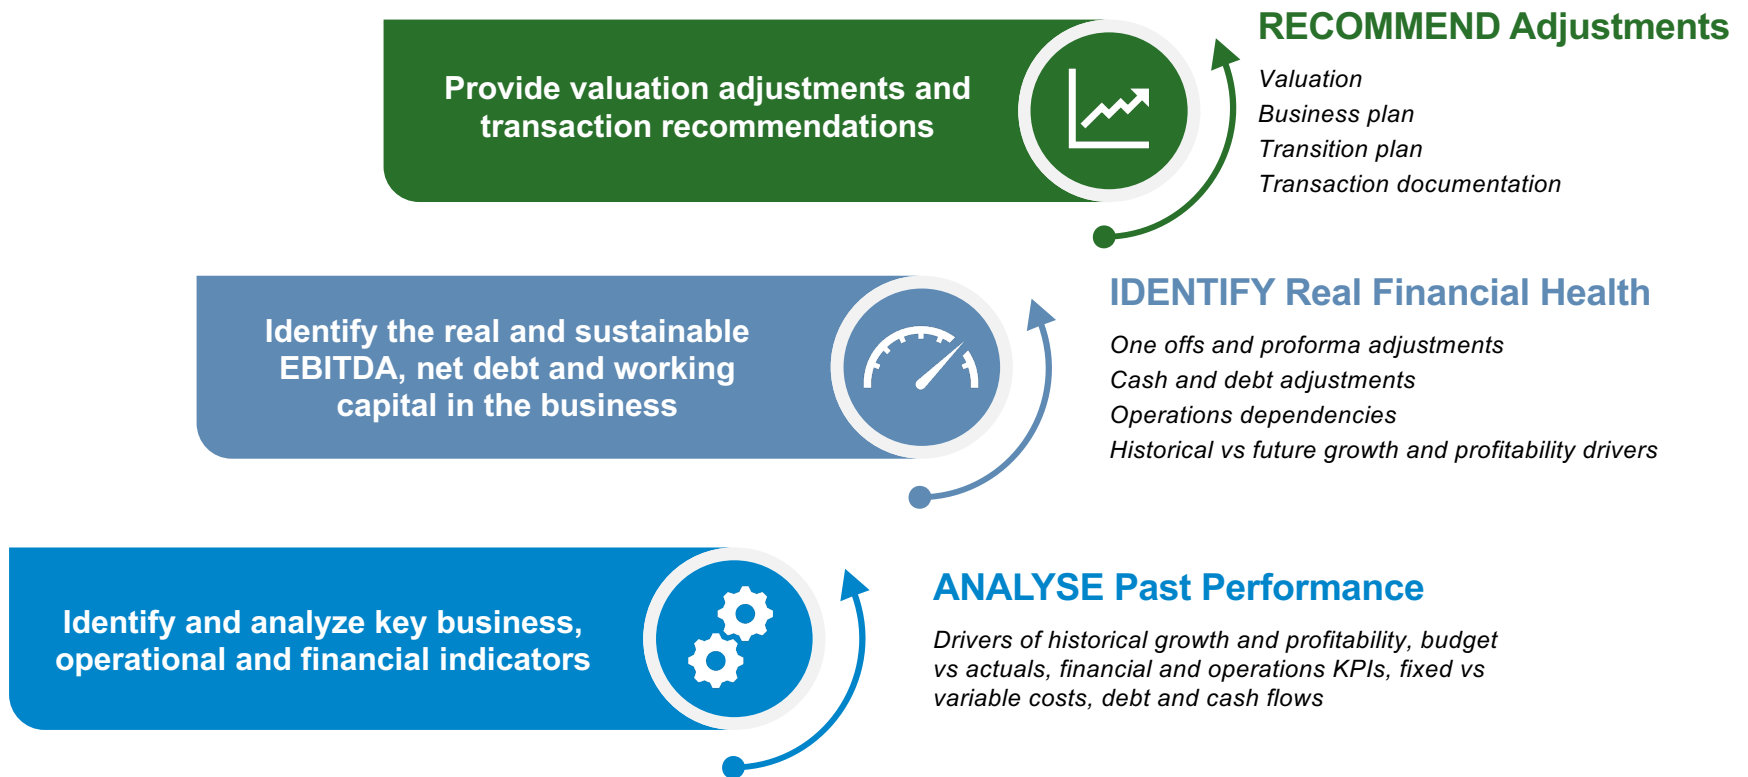 Provide valuation adjustments and
transaction recommendations
RECOMMEND Adjustments
Valuation
Business plan
Transition plan
Transaction documentation
Identify the real and sustainable
EBITDA, net debt and working
capital in the business
IDENTIFY Real Financial Health
One offs and proforma adjustments
Cash and debt adjustments
Operations dependencies
Historical vs future growth and profitability drivers
Identify and analyze key business,
operational and financial indicators
ANALYSE Past Performance
Drivers of historical growth and profitability, budget
vs actuals, financial and operations KPIs, fixed vs
variable costs, debt and cash flows